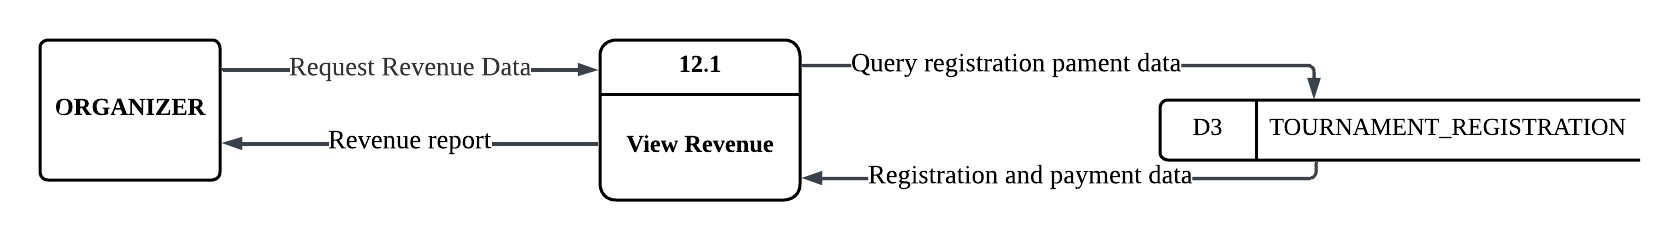 ORGANIZER
Request Revenue Data
Revenue report
12.1
View Revenue
Query registration pament data
Registration and payment data
D3
TOURNAMENT_REGISTRATION